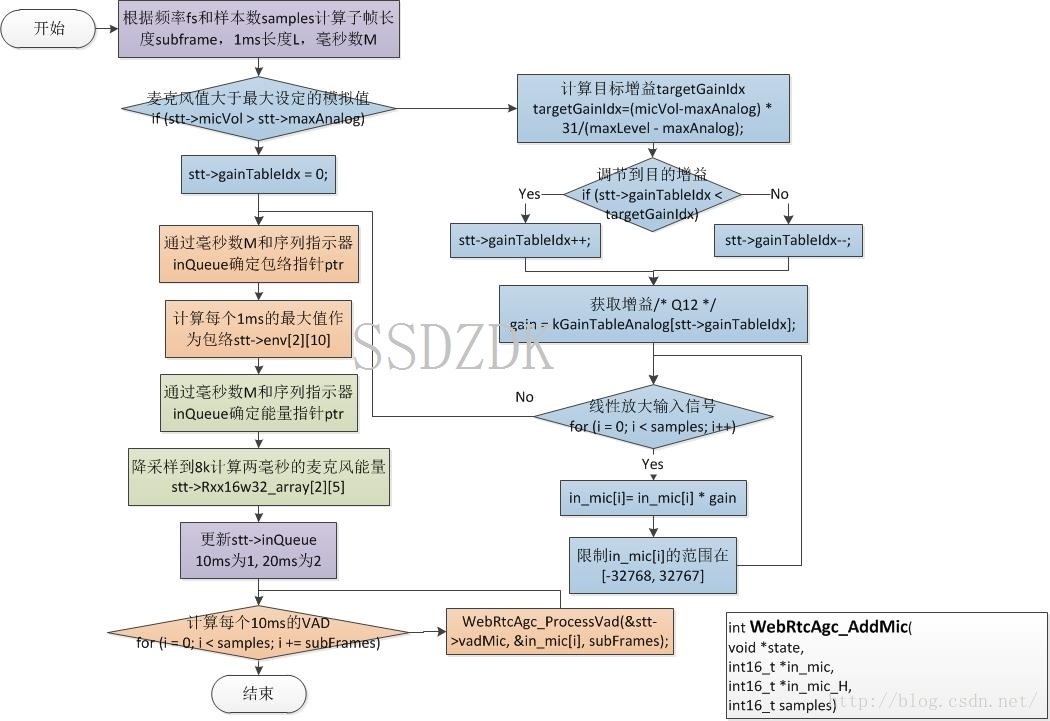 开始
根据频率fs和样本数samples计算子帧长
度subframe，1ms长度L，毫秒数M
麦克风值大于最大设定的模拟值
if (stt->micVol > stt->maxAnalog)
计算目标增益targetGainIdx
targetGainIdx=(micVol-maxAnalog) *
31/(maxLevel - maxAnalog);
stt->gainTableIdx = 0;
调节到目的增益
if (stt->gainTableIdx <
targetGainIdx)
Yes
No
stt->gainTableIdx++;
stt->gainTableIdx--;
通过毫秒数M和序列指示器
inQueue确定包络指针ptr
获取增益/* Q12 */
gain = kGainTableAnalog[stt->gainTableIdx];
计算每个1ms的最大值作
为包络stt->env[2][10]
SSDZDK
通过毫秒数M和序列指示器
inQueue确定能量指针ptr
No
线性放大输入信号
for (i = 0; i < samples; i++)
Yes
降采样到8k计算两毫秒的麦克风能量
stt->Rxx16w32_array[2][5]
in_mic[i]= in_mic[i] * gain
更新stt->inQueue
10ms为1, 20ms为2
限制in_mic[i]的范围在
[-32768, 32767]
计算每个10ms的VAD
for (i = 0; i < samples; i += subFrames)
WebRtcAgc_ProcessVad(&stt-
>vadMic, &in_mic[i], subFrames);
结束
int WebRtcAgc_AddMic(
void *state,
int16_t *in_mic,
int16_t *in_mic_H,
int16_t samples)
http://blog.csdn.net/